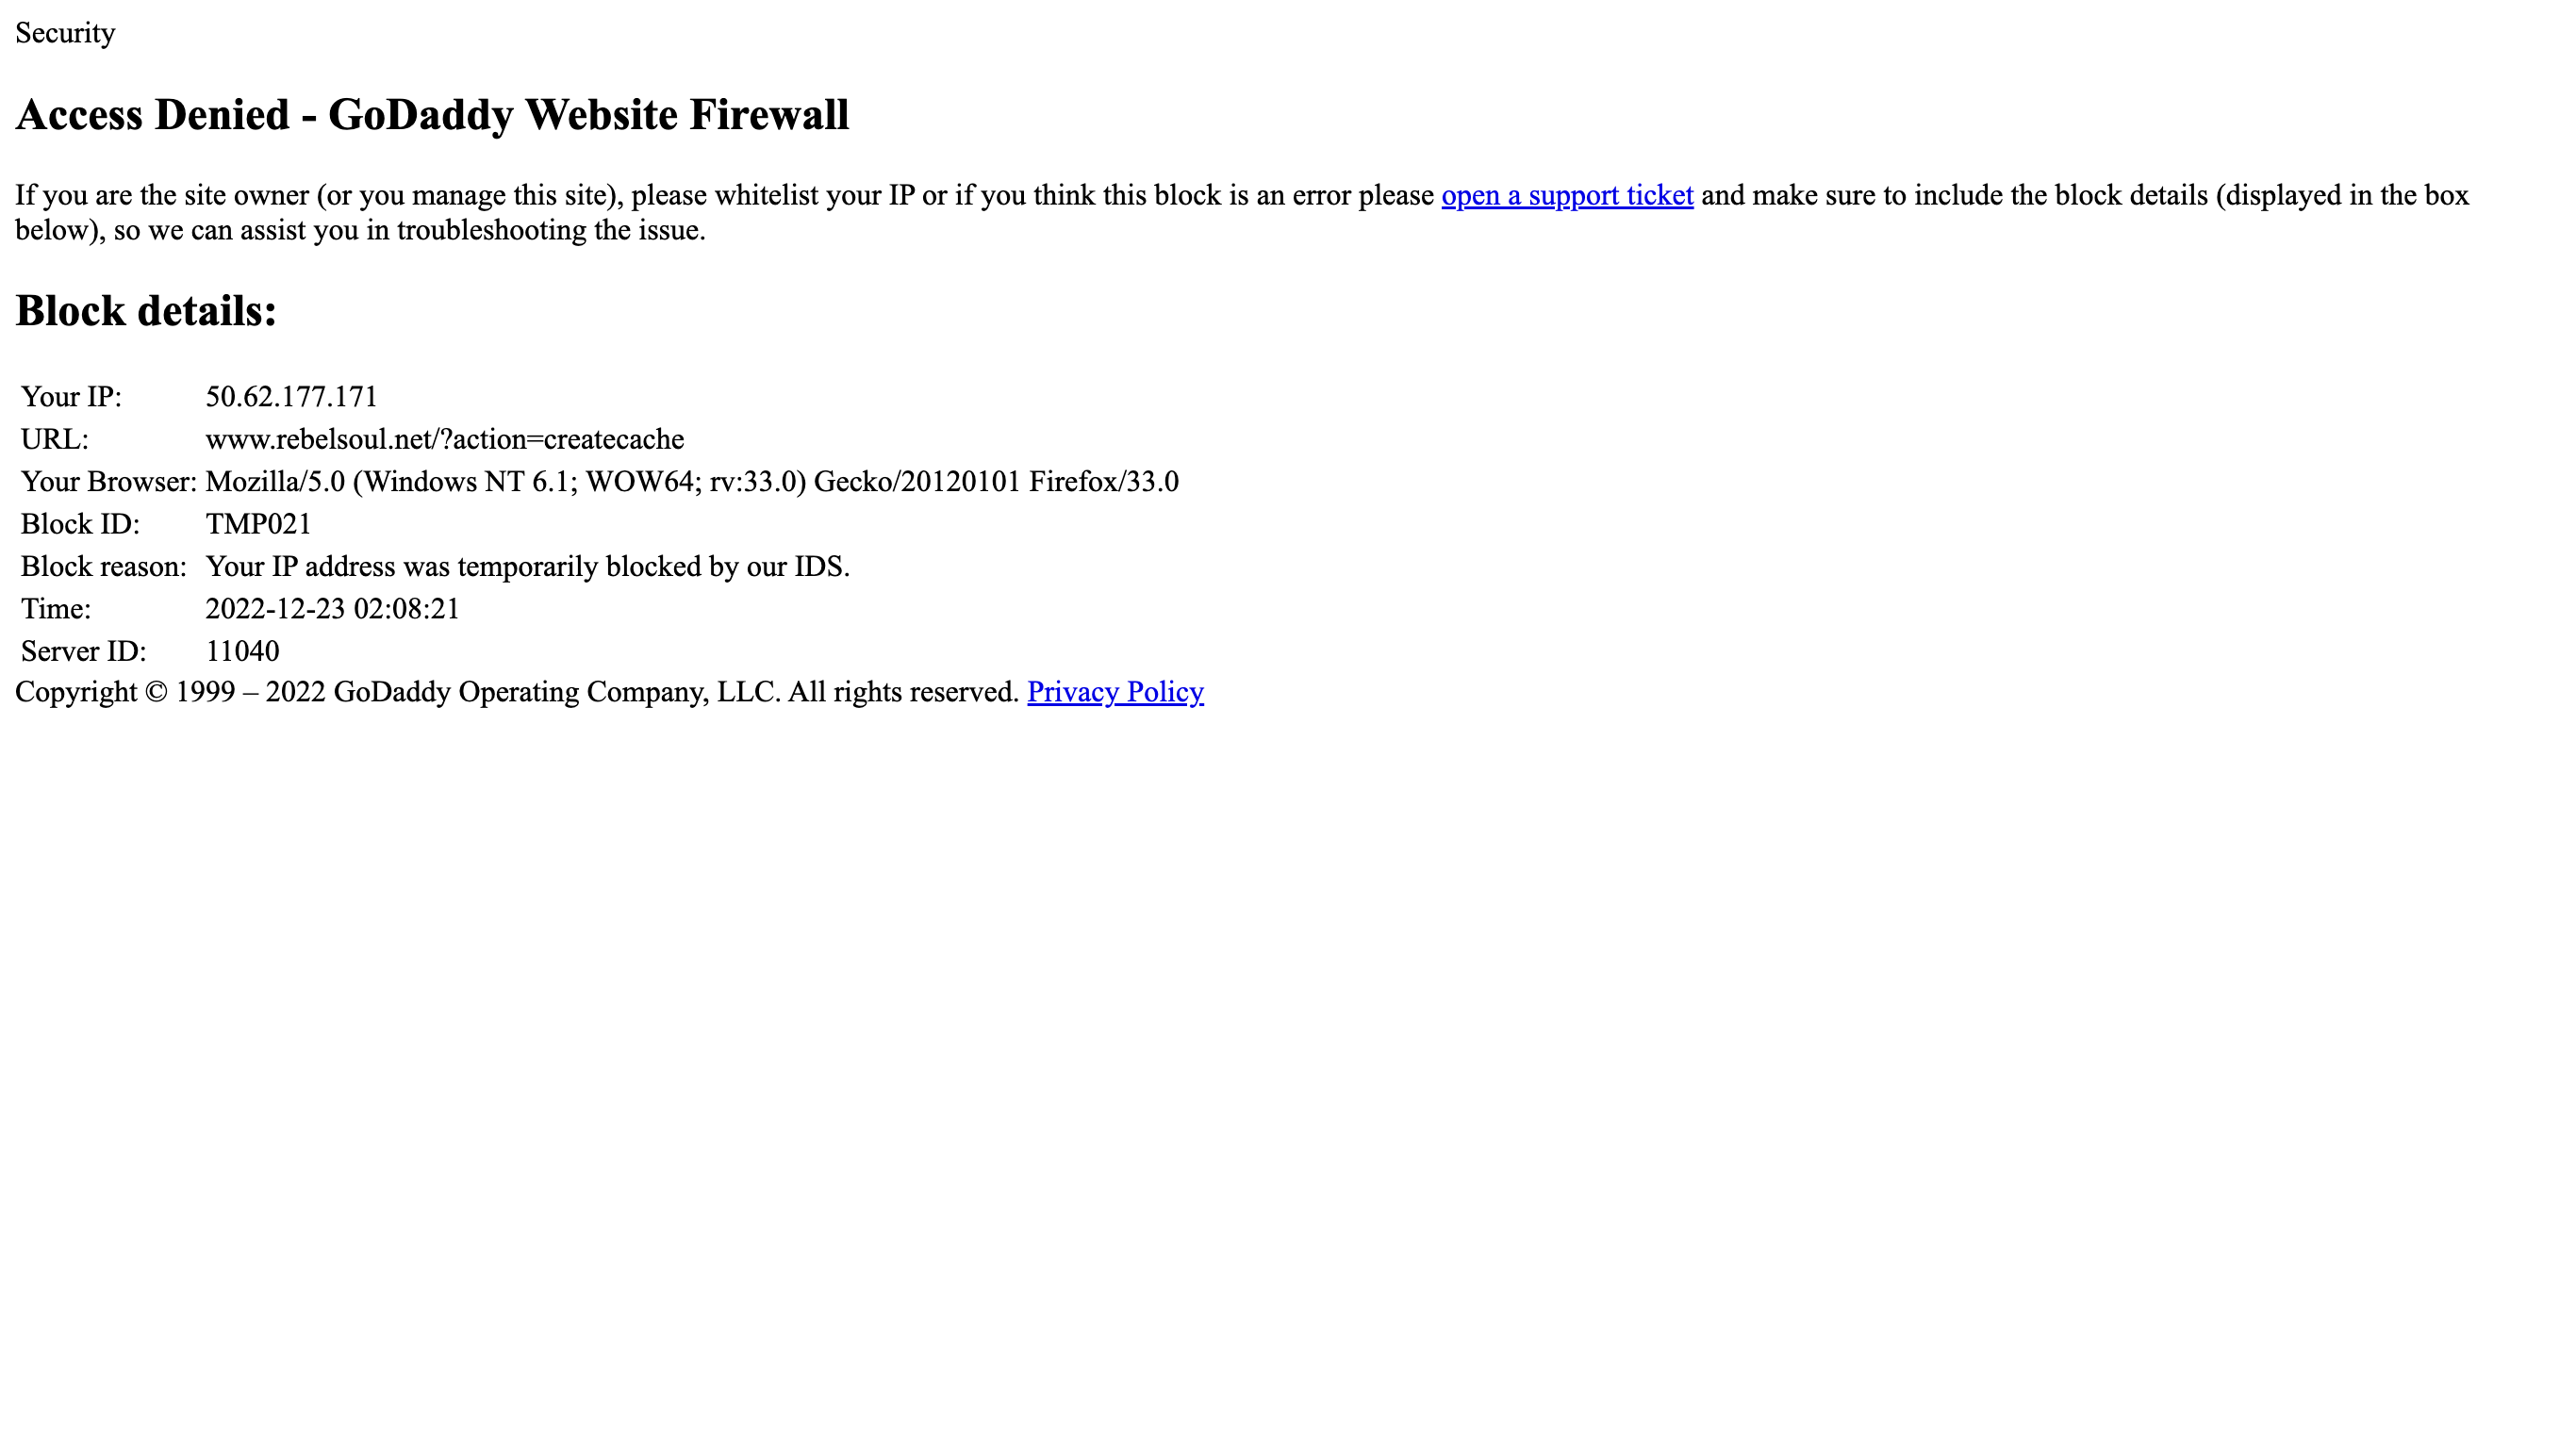 Security
Access Denied - GoDaddy Website Firewall
If you are the site owner (or you manage this site), please whitelist your IP or if you think this block is an error please open a support ticket and make sure to include the block details (displayed in the box
below), so we can assist you in troubleshooting the issue.
Block details:
Your IP: 50.62.177.171
URL: www.rebelsoul.net/?action=createcache
Your Browser: Mozilla/5.0 (Windows NT 6.1; WOW64; rv:33.0) Gecko/20120101 Firefox/33.0
Block ID: TMP021
Block reason: Your IP address was temporarily blocked by our IDS.
Time: 2022-12-23 02:08:21
Server ID: 11040
Copyright © 1999 – 2022 GoDaddy Operating Company, LLC. All rights reserved. Privacy Policy